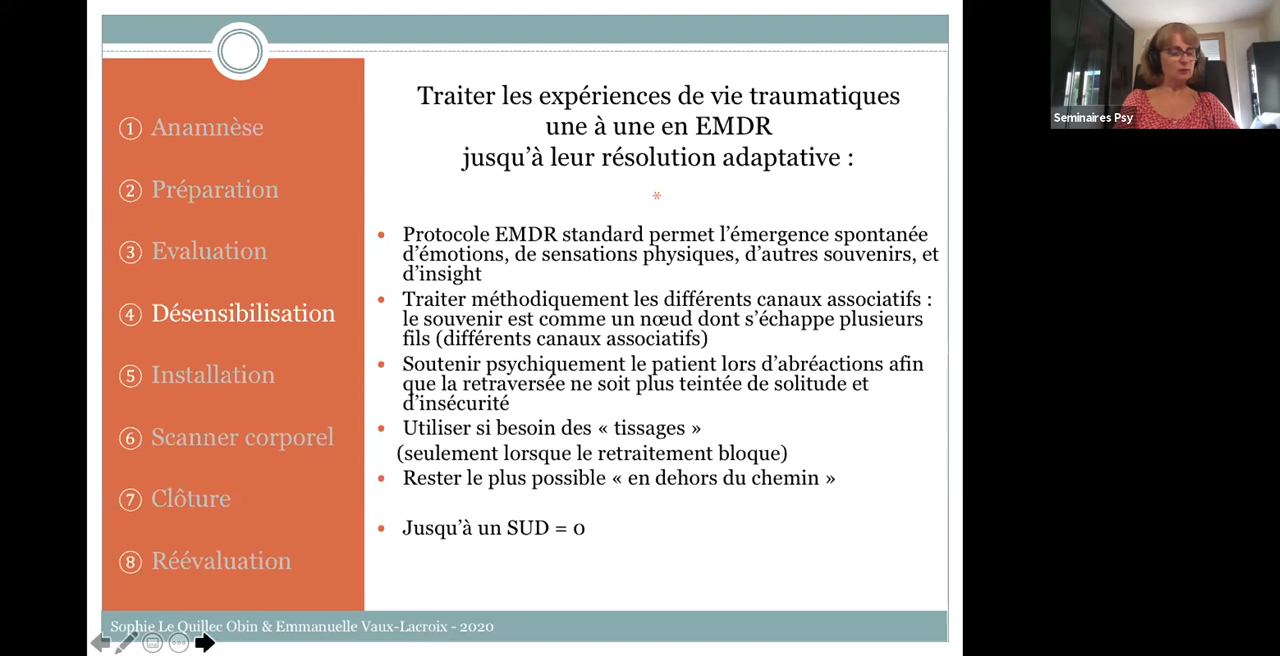 ① Anamnèse
② Préparation
③ Evaluation
④ Désensibilisation
⑤ Installation
⑥ Scanner corporel
⑦ Clôture
⑧ Réévaluation
Traiter les expériences de vie traumatiques
une à une en EMDR
jusqu’à leur résolution adaptative :
*
• Protocole EMDR standard permet l’émergence spontanée
d’émotions, de sensations physiques, d’autres souvenirs, et
d’insight
• Traiter méthodiquement les différents canaux associatifs :
le souvenir est comme un nœud dont s’échappe plusieurs
fils (différents canaux associatifs)
• Soutenir psychiquement le patient lors d’abréactions afin
que la retraversée ne soit plus teintée de solitude et
d’insécurité
• Utiliser si besoin des « tissages »
(seulement lorsque le retraitement bloque)
• Rester le plus possible « en dehors du chemin »
• Jusqu’à un SUD = 0
Sophie Le Quillec Obin & Emmanuelle Vaux-Lacroix - 2020
Seminaires Psy